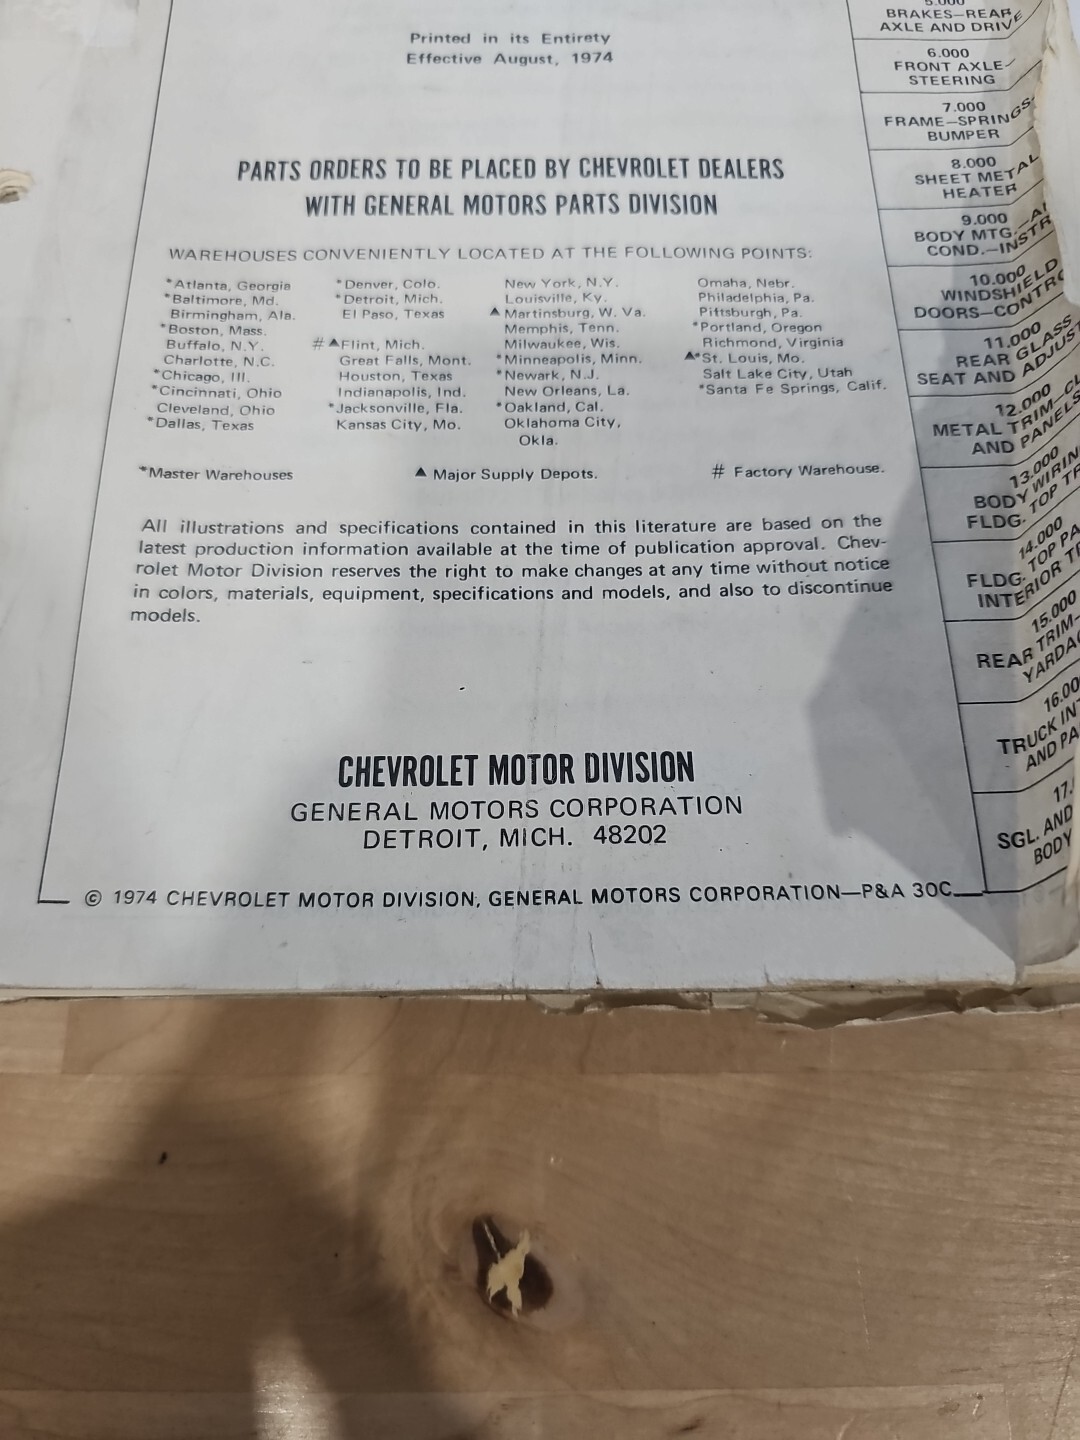 Printed in its Entirety
Effective August, 1974
PARTS ORDERS TO BE PLACED BY CHEVROLET DEALERS
WITH GENERAL MOTORS PARTS DIVISION
WAREHOUSES CONVENIENTLY LOCATED AT THE FOLLOWING POINTS:
*Atlanta, Georgia
*Baltimore, Md.
Birmingham, Ala.
*Boston, Mass.
Buffalo, N.Y.
Charlotte, N.C.
*Chicago, Ill.
*Cincinnati, Ohio
Cleveland, Ohio
*Dallas, Texas
*Denver, Colo.
*Detroit, Mich.
El Paso, Texas
# ▲Flint, Mich.
Great Falls, Mont.
Houston, Texas
Indianapolis, Ind.
*Jacksonville, Fla.
Kansas City, Mo.
New York, N.Y.
Louisville, Ky.
▲Martinsburg, W. Va.
Memphis, Tenn.
Milwaukee, Wis.
*Minneapolis, Minn.
*Newark, N.J.
New Orleans, La.
*Oakland, Cal.
Oklahoma City,
Okla.
Omaha, Nebr.
Philadelphia, Pa.
Pittsburgh, Pa.
*Portland, Oregon
Richmond, Virginia
▲*St. Louis, Mo.
Salt Lake City, Utah
*Santa Fe Springs, Calif.
*Master Warehouses
▲ Major Supply Depots.
# Factory Warehouse.
All illustrations and specifications contained in this literature are based on the
latest production information available at the time of publication approval. Chev-
rolet Motor Division reserves the right to make changes at any time without notice
in colors, materials, equipment, specifications and models, and also to discontinue
models.
CHEVROLET MOTOR DIVISION
GENERAL MOTORS CORPORATION
DETROIT, MICH. 48202
© 1974 CHEVROLET MOTOR DIVISION, GENERAL MOTORS CORPORATION—P&A 30C
5.000
BRAKES—REAR
AXLE AND DRIVE
6.000
FRONT AXLE—
STEERING
7.000
FRAME—SPRINGS—
BUMPER
8.000
SHEET METAL
HEATER
9.000
BODY MTG.—AI
COND.—INSTR
10.000
WINDSHIELD
DOORS—CONTRO
11.000
REAR GLASS
SEAT AND ADJUST
12.000
METAL TRIM—CL
AND PANELS
13.000
BODY WIRIN
FLDG. TOP TR
14.000
FLDG. TOP PA
INTERIOR T
15.000
REAR TRIM—
YARDA
16.00
TRUCK INT
AND PA
17.
SGL. AND
BODY